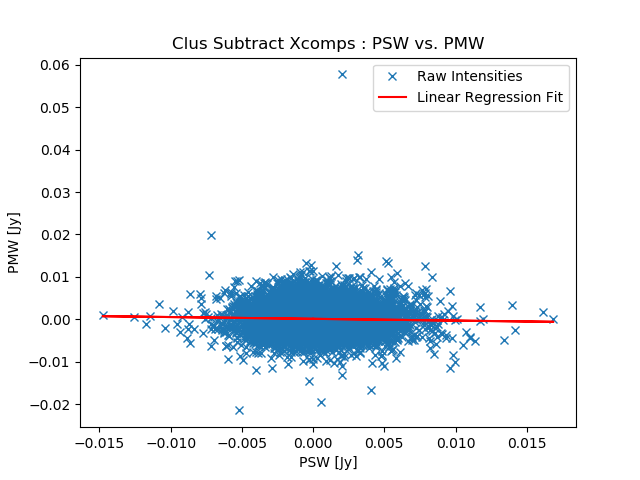 Clus Subtract Xcomps : PSW vs. PMW
Raw Intensities
Linear Regression Fit
PMW [Jy]
0.06
0.05
0.04
0.03
0.02
0.01
0.00
−0.01
−0.02
−0.015 −0.010 −0.005 0.000 0.005 0.010 0.015
PSW [Jy]